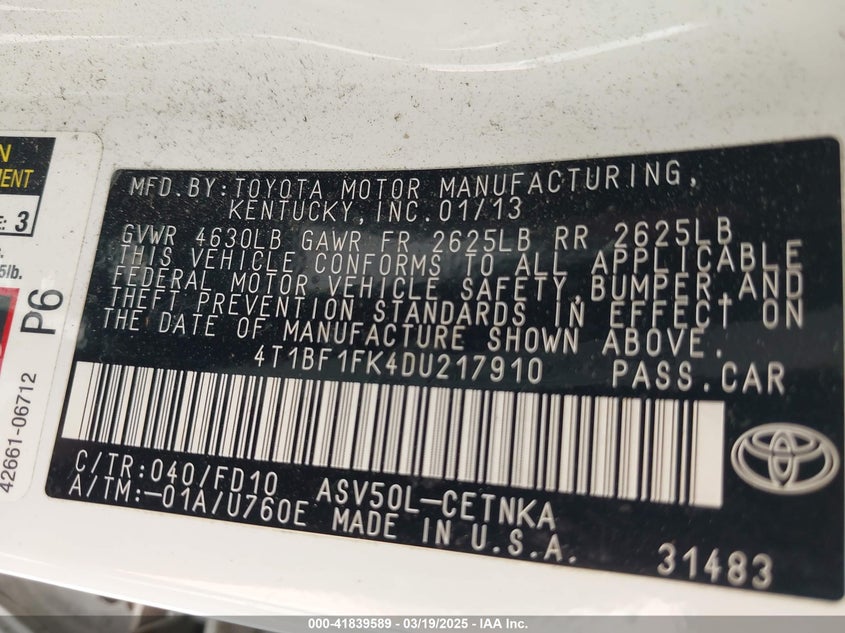 N
MENT
E: 3
5lb.
P6
42661-06712
MFD.BY:TOYOTA MOTOR MANUFACTURING,
KENTUCKY,INC.01/13
GVWR 4630LB GAWR FR 2625LB RR 2625LB
THIS VEHICLE CONFORMS TO ALL APPLICABLE
FEDERAL MOTOR VEHICLE SAFETY,BUMPER,AND
THEFT PREVENTION STANDARDS IN EFFECT ON
THE DATE OF MANUFACTURE SHOWN ABOVE.
4T1BF1FK4DU217910 PASS.CAR
C/TR:040/FD10 ASV50L-CETNKA
A/TM:-01A/U760E MADE IN U.S.A.
31483
000-41839589 / 03/19/2025 — IAA Inc.